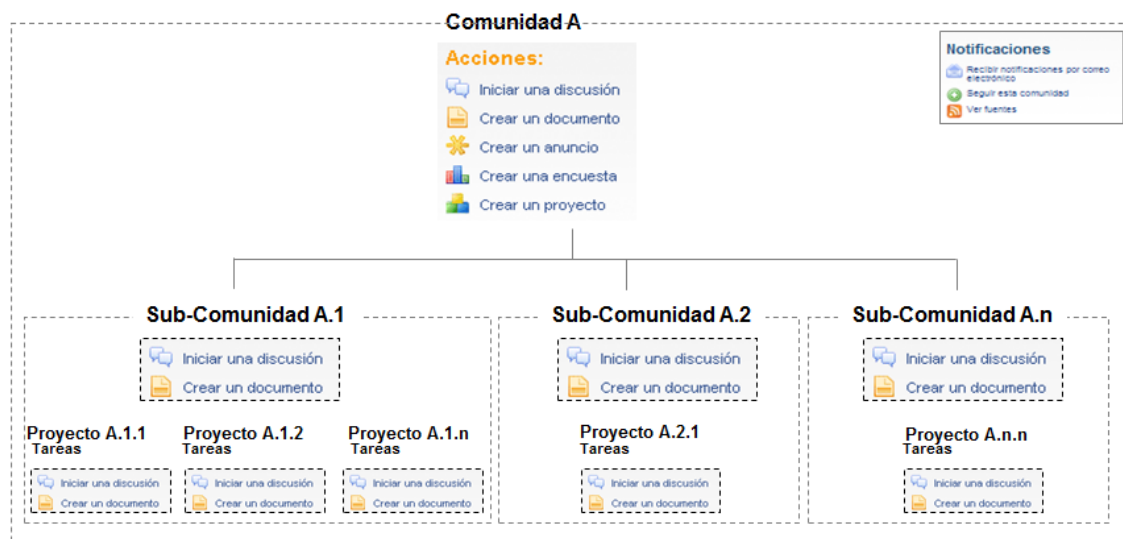 Comunidad A
Acciones:
Iniciar una discusión
Crear un documento
Crear un anuncio
Crear una encuesta
Crear un proyecto
Notificaciones
Recibir notificaciones por correo
electrónico
Seguir esta comunidad
Ver fuentes
Sub-Comunidad A.1
Iniciar una discusión
Crear un documento
Proyecto A.1.1
Tareas
Iniciar una discusión
Crear un documento
Proyecto A.1.2
Tareas
Iniciar una discusión
Crear un documento
Proyecto A.1.n
Tareas
Iniciar una discusión
Crear un documento
Sub-Comunidad A.2
Iniciar una discusión
Crear un documento
Proyecto A.2.1
Tareas
Iniciar una discusión
Crear un documento
Sub-Comunidad A.n
Iniciar una discusión
Crear un documento
Proyecto A.n.n
Tareas
Iniciar una discusión
Crear un documento